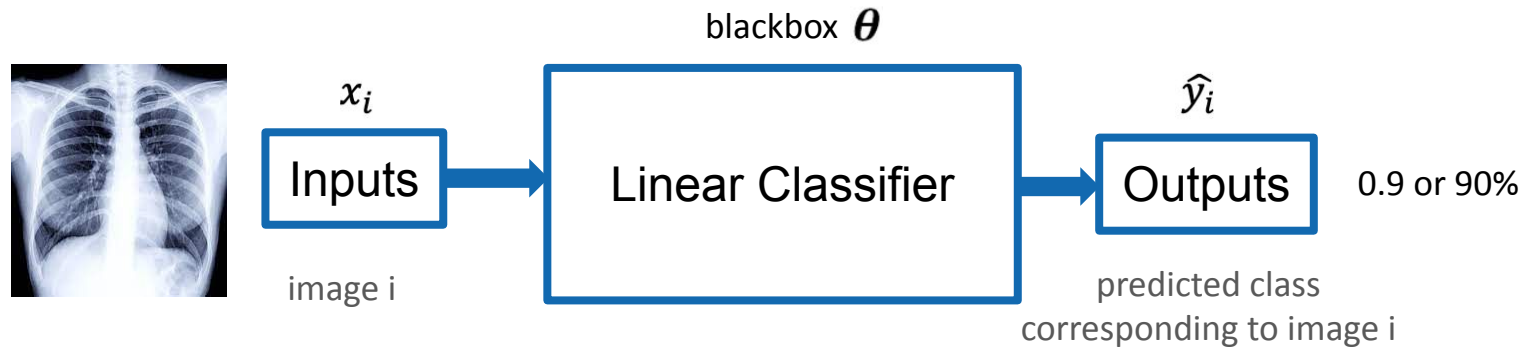 blackbox θ
x_i
Inputs
image i
Linear Classifier
ŷ_i
Outputs
predicted class
corresponding to image i
0.9 or 90%